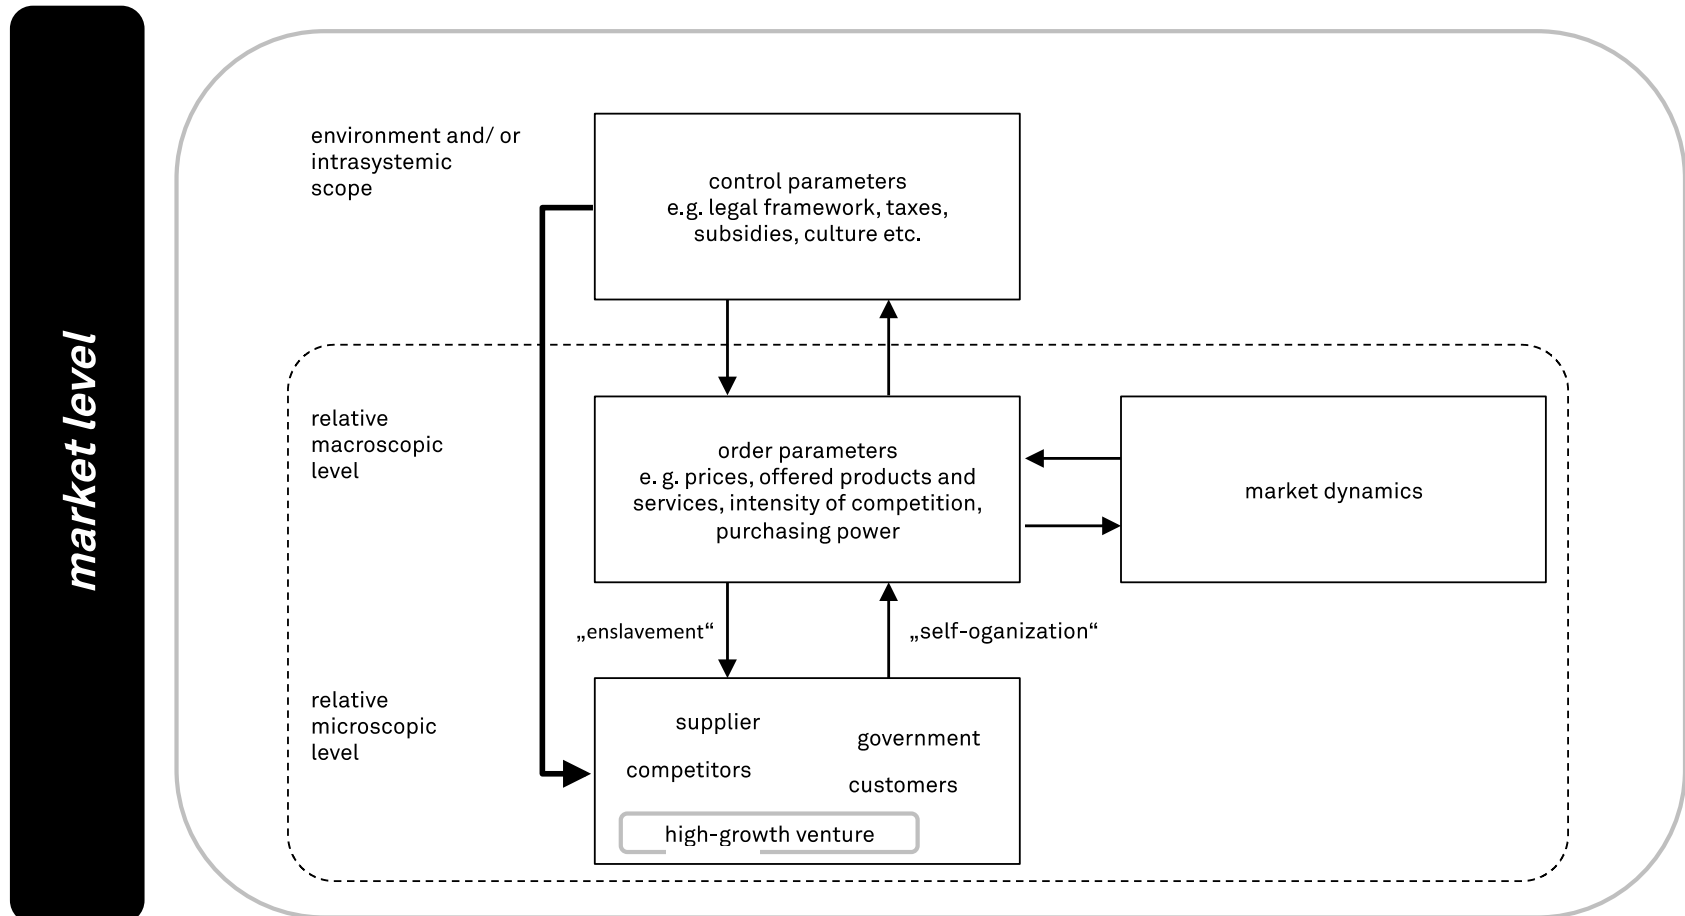 market level
environment and/ or
intrasystemic
scope
control parameters
e.g. legal framework, taxes,
subsidies, culture etc.
relative
macroscopic
level
order parameters
e. g. prices, offered products and
services, intensity of competition,
purchasing power
market dynamics
„enslavement“
„self-oganization“
relative
microscopic
level
supplier
government
competitors
customers
high-growth venture